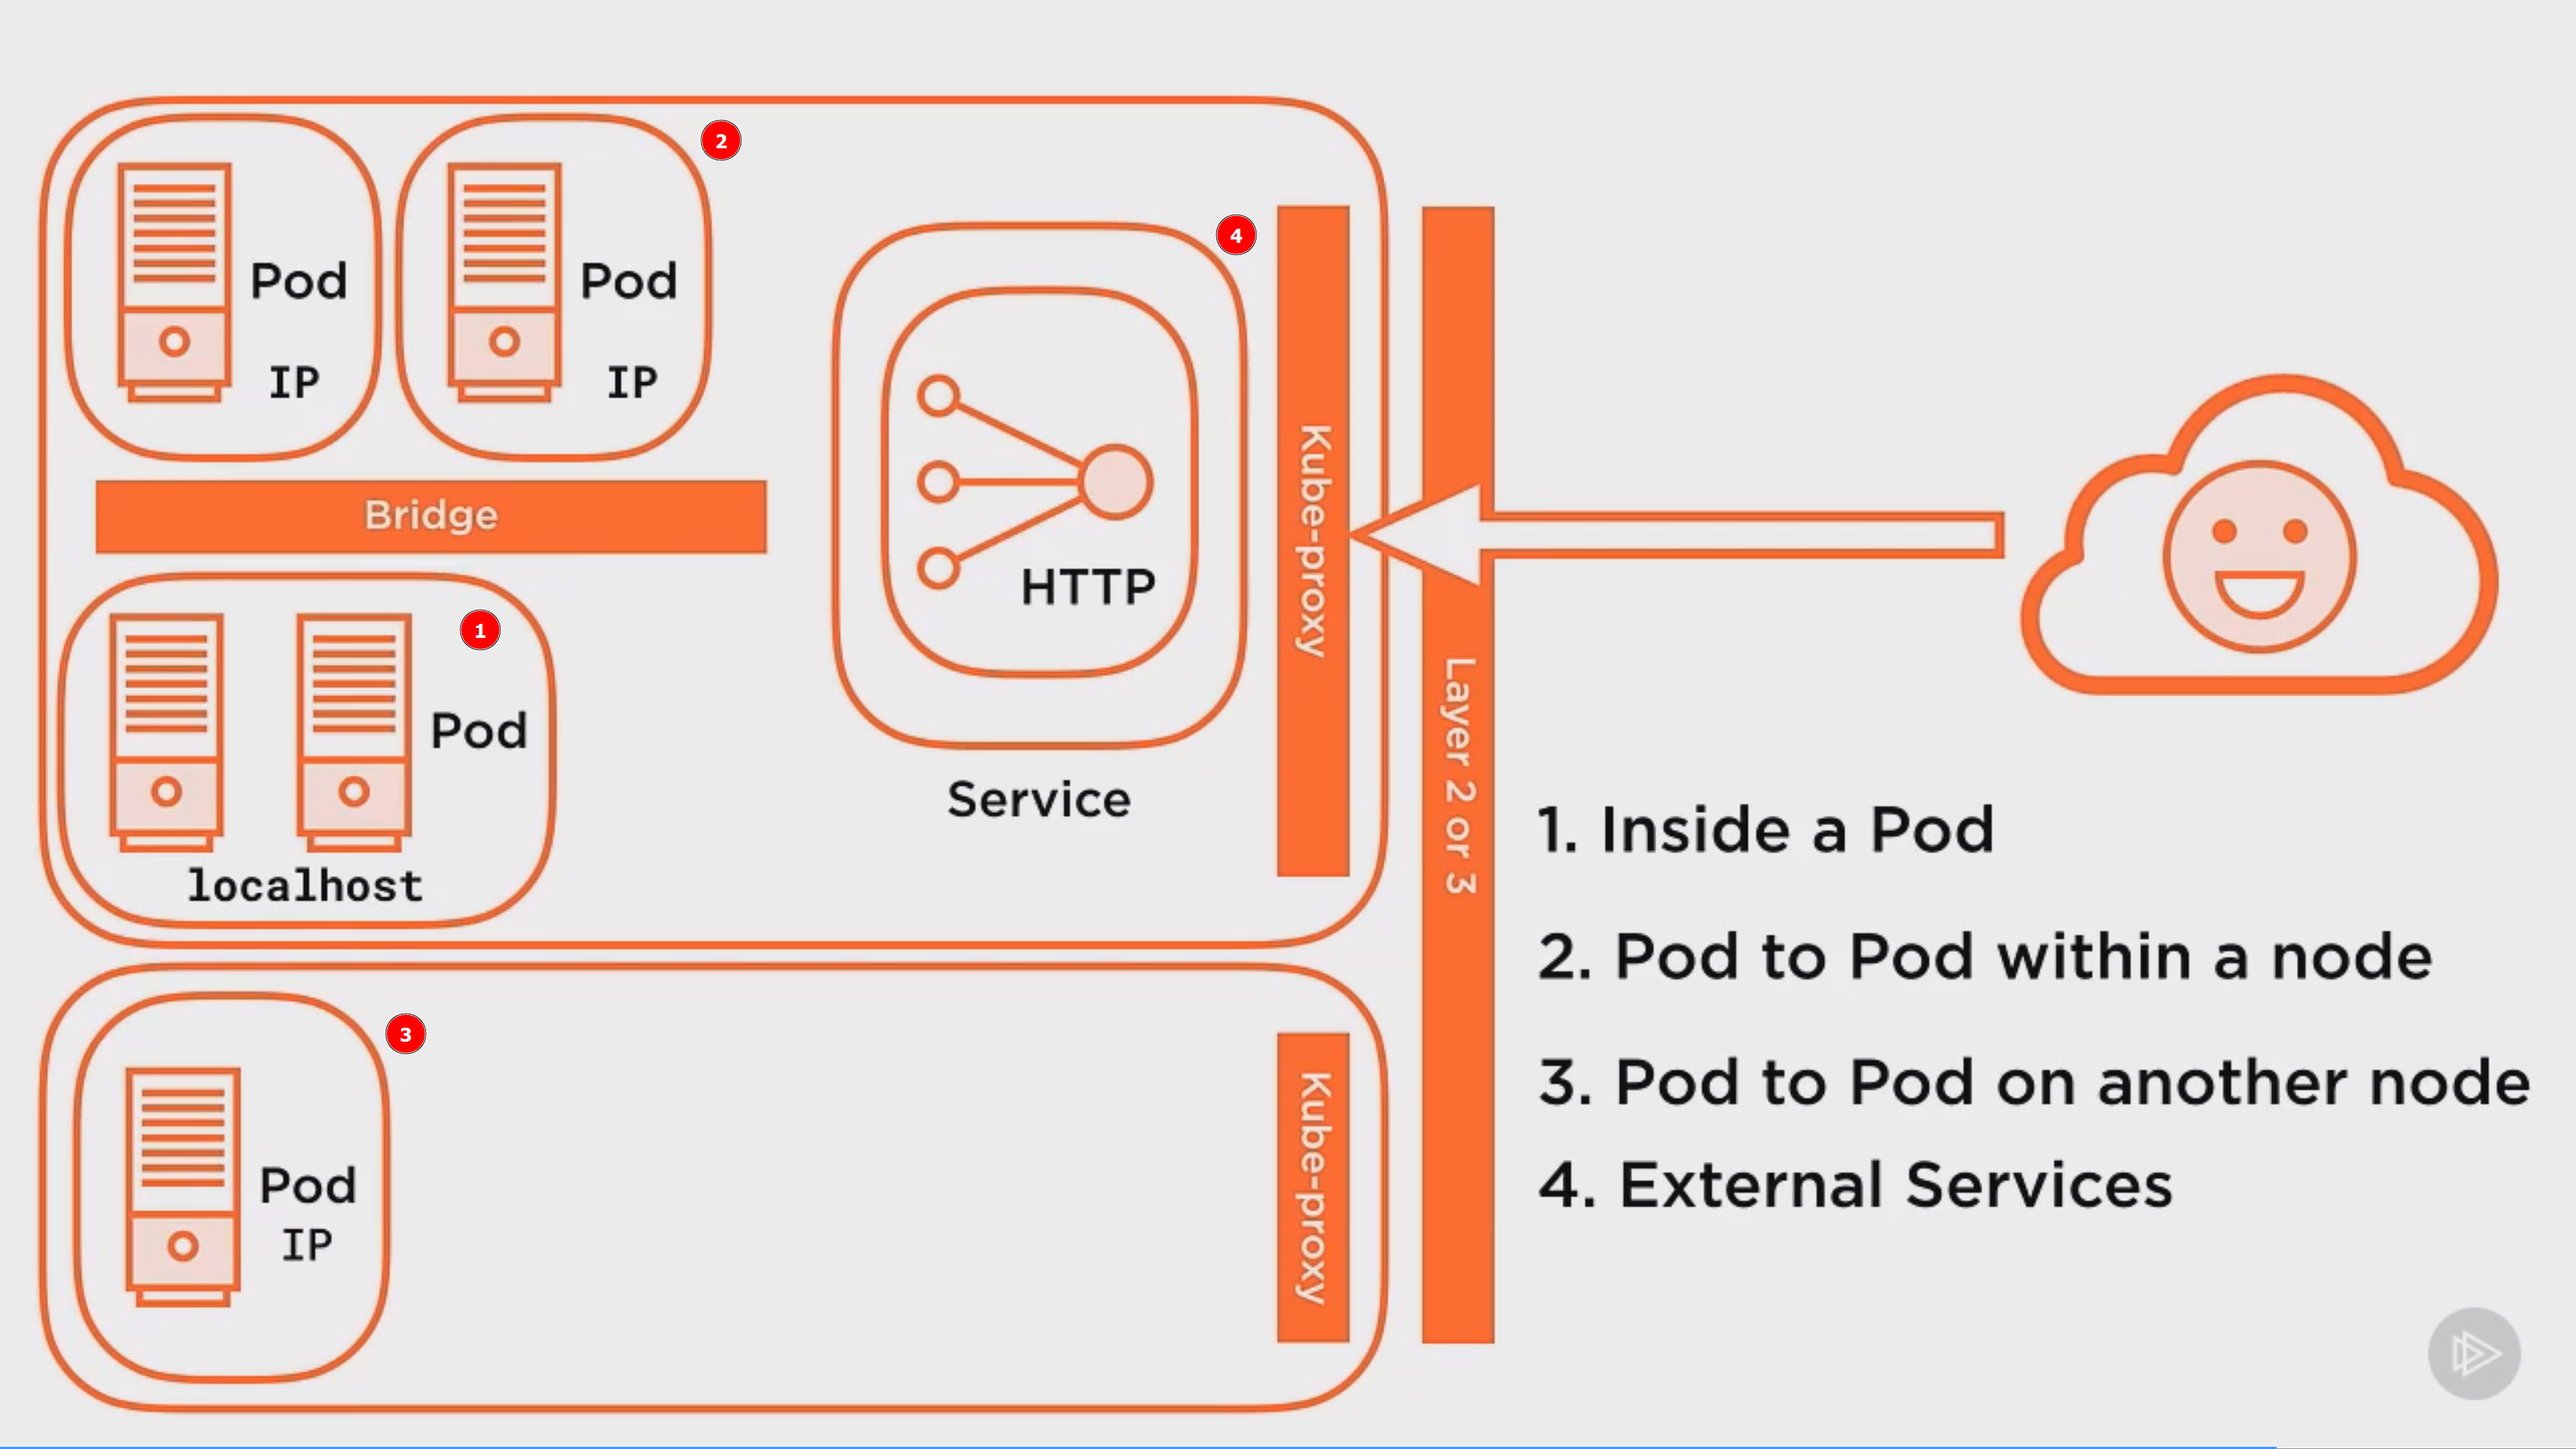 2
4
Pod
IP
Pod
IP
Bridge
1
Pod
localhost
HTTP
Service
Kube-proxy
Layer 2 or 3
3
Pod
IP
Kube-proxy
1. Inside a Pod
2. Pod to Pod within a node
3. Pod to Pod on another node
4. External Services